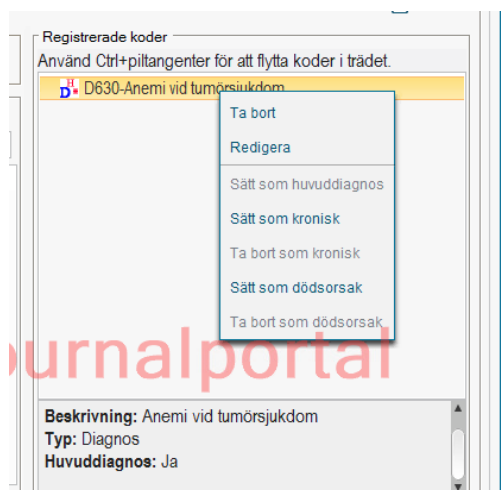 Registrerade koder
Använd Ctrl+piltangenter för att flytta koder i trädet.
D630-Anemi vid tumörsjukdom
Ta bort
Redigera
Sätt som huvuddiagnos
Sätt som kronisk
Ta bort som kronisk
Sätt som dödsorsak
Ta bort som dödsorsak
urnalportal
Beskrivning: Anemi vid tumörsjukdom
Typ: Diagnos
Huvuddiagnos: Ja